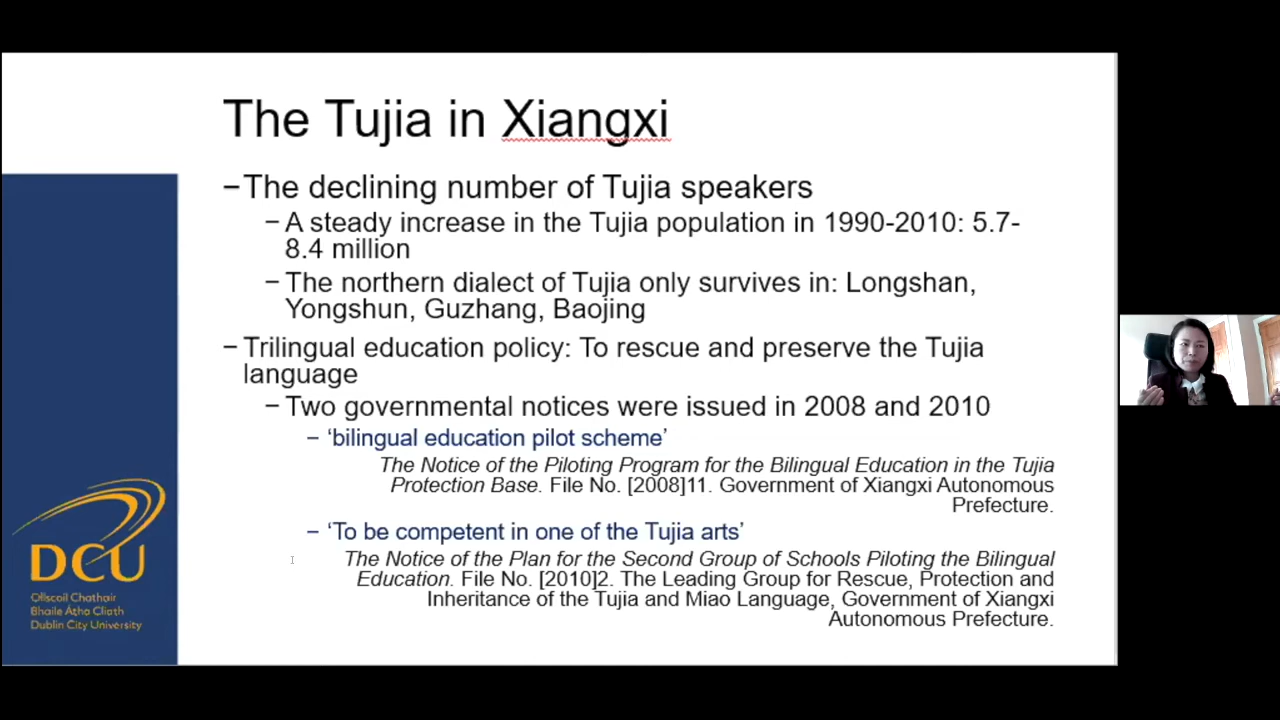 The Tujia in Xiangxi
−The declining number of Tujia speakers
− A steady increase in the Tujia population in 1990-2010: 5.7-
8.4 million
− The northern dialect of Tujia only survives in: Longshan,
Yongshun, Guzhang, Baojing
− Trilingual education policy: To rescue and preserve the Tujia
language
− Two governmental notices were issued in 2008 and 2010
− ‘bilingual education pilot scheme’
The Notice of the Piloting Program for the Bilingual Education in the Tujia
Protection Base. File No. [2008]11. Government of Xiangxi Autonomous
Prefecture.
− ‘To be competent in one of the Tujia arts’
The Notice of the Plan for the Second Group of Schools Piloting the Bilingual
Education. File No. [2010]2. The Leading Group for Rescue, Protection and
Inheritance of the Tujia and Miao Language, Government of Xiangxi
Autonomous Prefecture.
DCU
Ollscoil Chathair
Bhaile Átha Cliath
Dublin City University